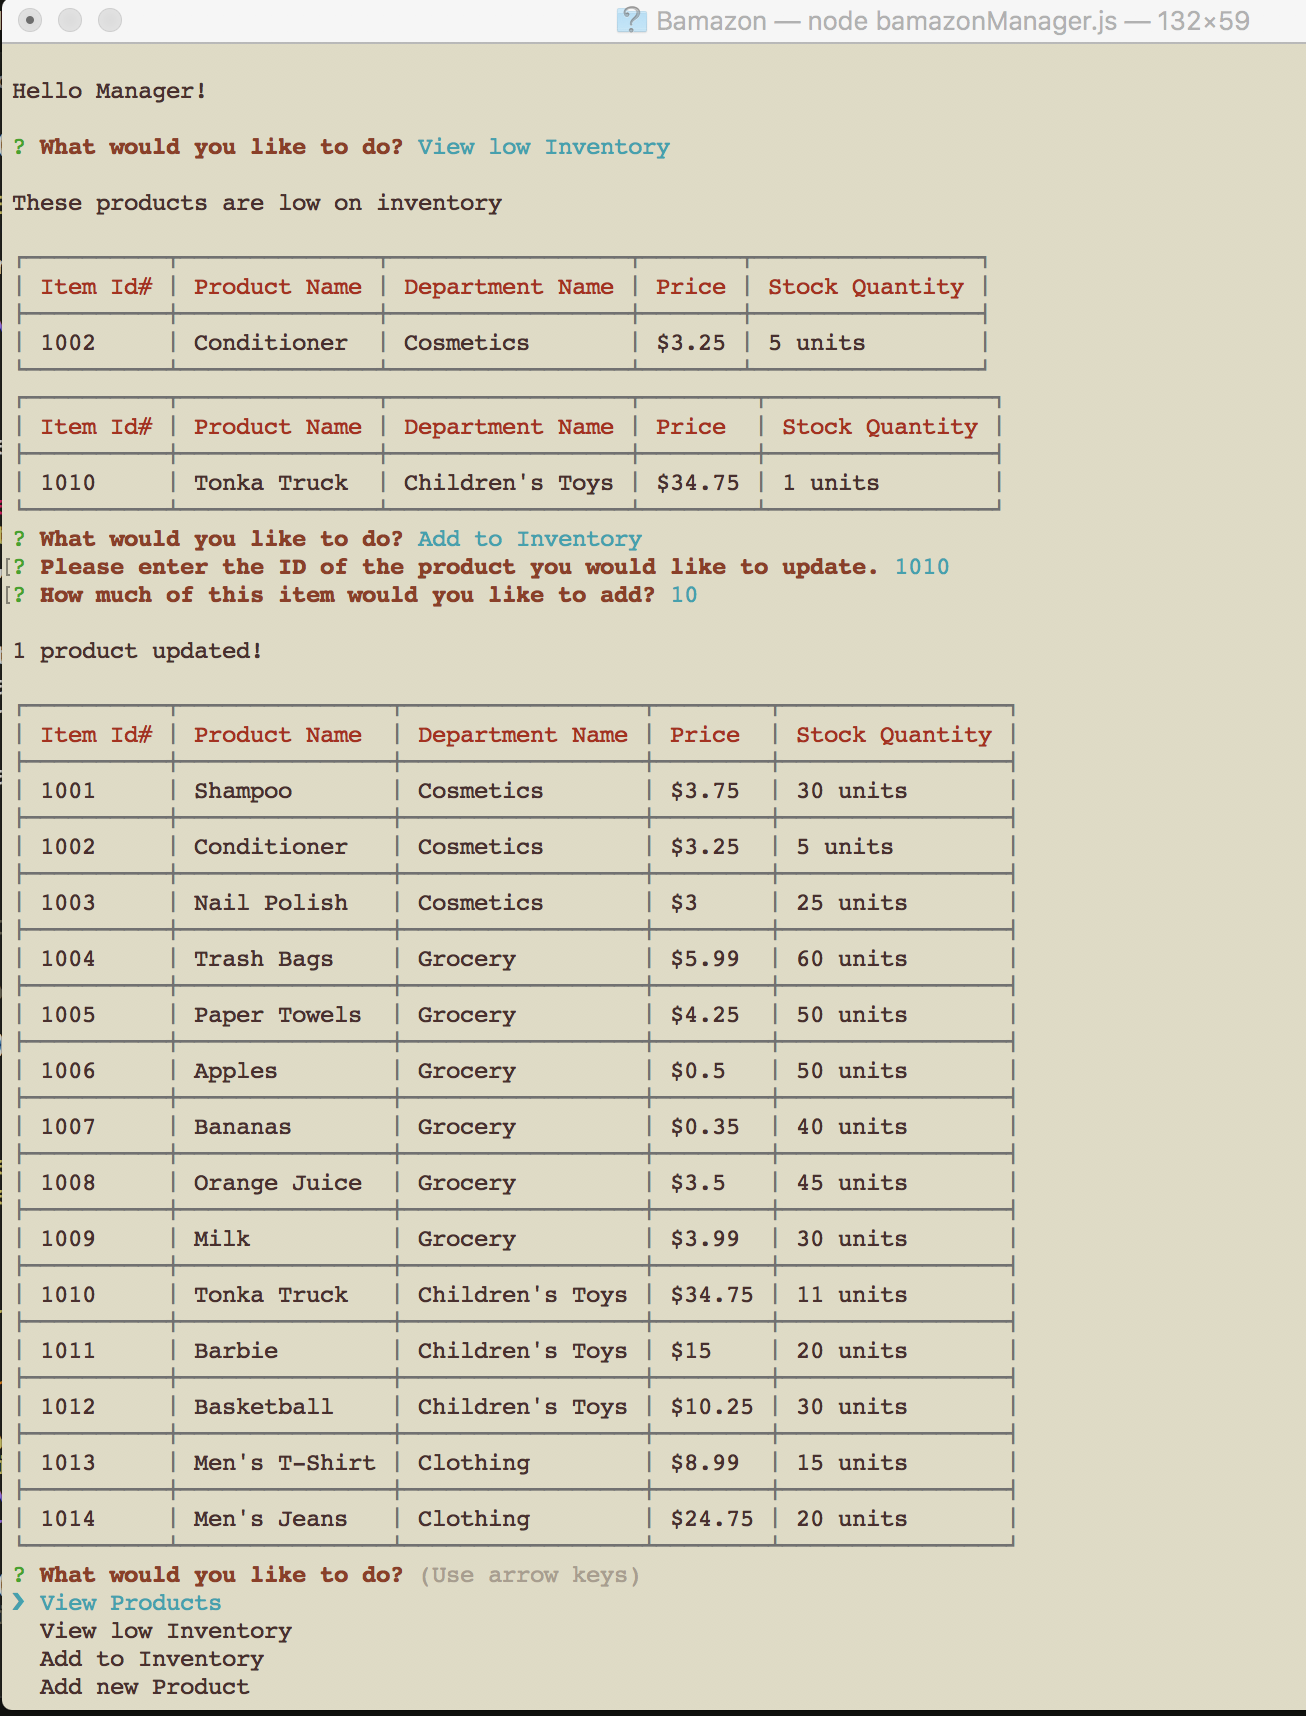 Bamazon — node bamazonManager.js — 132×59
Hello Manager!
? What would you like to do? View low Inventory
These products are low on inventory
Item Id# Product Name Department Name Price Stock Quantity
1002 Conditioner Cosmetics $3.25 5 units
Item Id# Product Name Department Name Price Stock Quantity
1010 Tonka Truck Children's Toys $34.75 1 units
? What would you like to do? Add to Inventory
[? Please enter the ID of the product you would like to update. 1010
[? How much of this item would you like to add? 10
1 product updated!
Item Id# Product Name Department Name Price Stock Quantity
1001 Shampoo Cosmetics $3.75 30 units
1002 Conditioner Cosmetics $3.25 5 units
1003 Nail Polish Cosmetics $3 25 units
1004 Trash Bags Grocery $5.99 60 units
1005 Paper Towels Grocery $4.25 50 units
1006 Apples Grocery $0.5 50 units
1007 Bananas Grocery $0.35 40 units
1008 Orange Juice Grocery $3.5 45 units
1009 Milk Grocery $3.99 30 units
1010 Tonka Truck Children's Toys $34.75 11 units
1011 Barbie Children's Toys $15 20 units
1012 Basketball Children's Toys $10.25 30 units
1013 Men's T-Shirt Clothing $8.99 15 units
1014 Men's Jeans Clothing $24.75 20 units
? What would you like to do? (Use arrow keys)
❯ View Products
View low Inventory
Add to Inventory
Add new Product